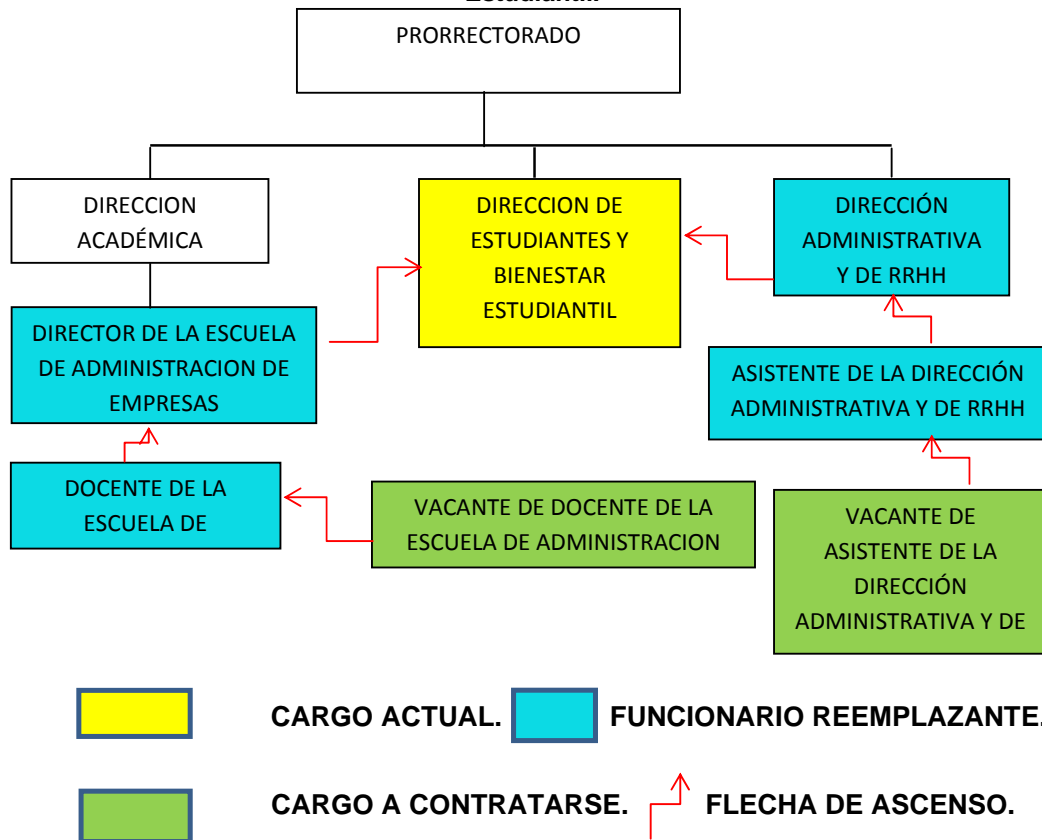 PRORRECTORADO
DIRECCION
ACADÉMICA
DIRECCION DE
ESTUDIANTES Y
BIENESTAR
ESTUDIANTIL
DIRECCIÓN
ADMINISTRATIVA
Y DE RRHH
DIRECTOR DE LA ESCUELA
DE ADMINISTRACION DE
EMPRESAS
ASISTENTE DE LA DIRECCIÓN
ADMINISTRATIVA Y DE RRHH
DOCENTE DE LA
ESCUELA DE
VACANTE DE DOCENTE DE LA
ESCUELA DE ADMINISTRACION
VACANTE DE
ASISTENTE DE LA
DIRECCIÓN
ADMINISTRATIVA Y DE
CARGO ACTUAL.
FUNCIONARIO REEMPLAZANTE.
CARGO A CONTRATARSE.
FLECHA DE ASCENSO.